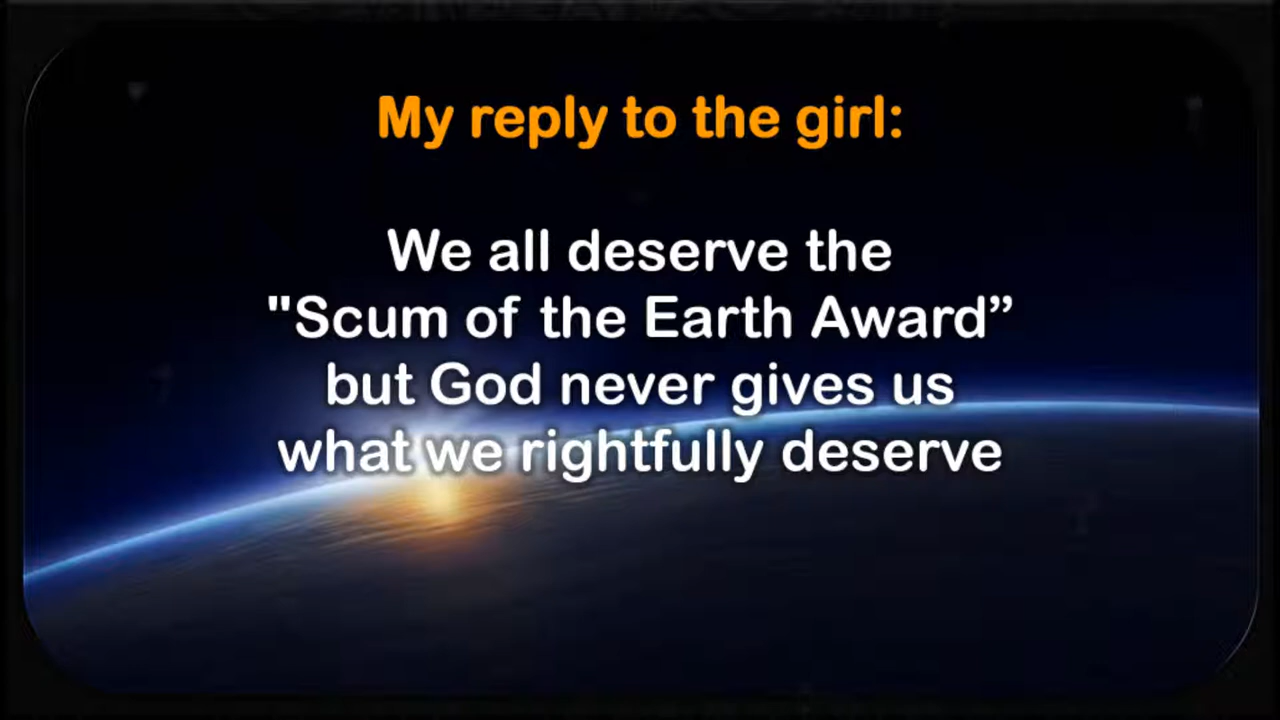 My reply to the girl:
We all deserve the
"Scum of the Earth Award”
but God never gives us
what we rightfully deserve